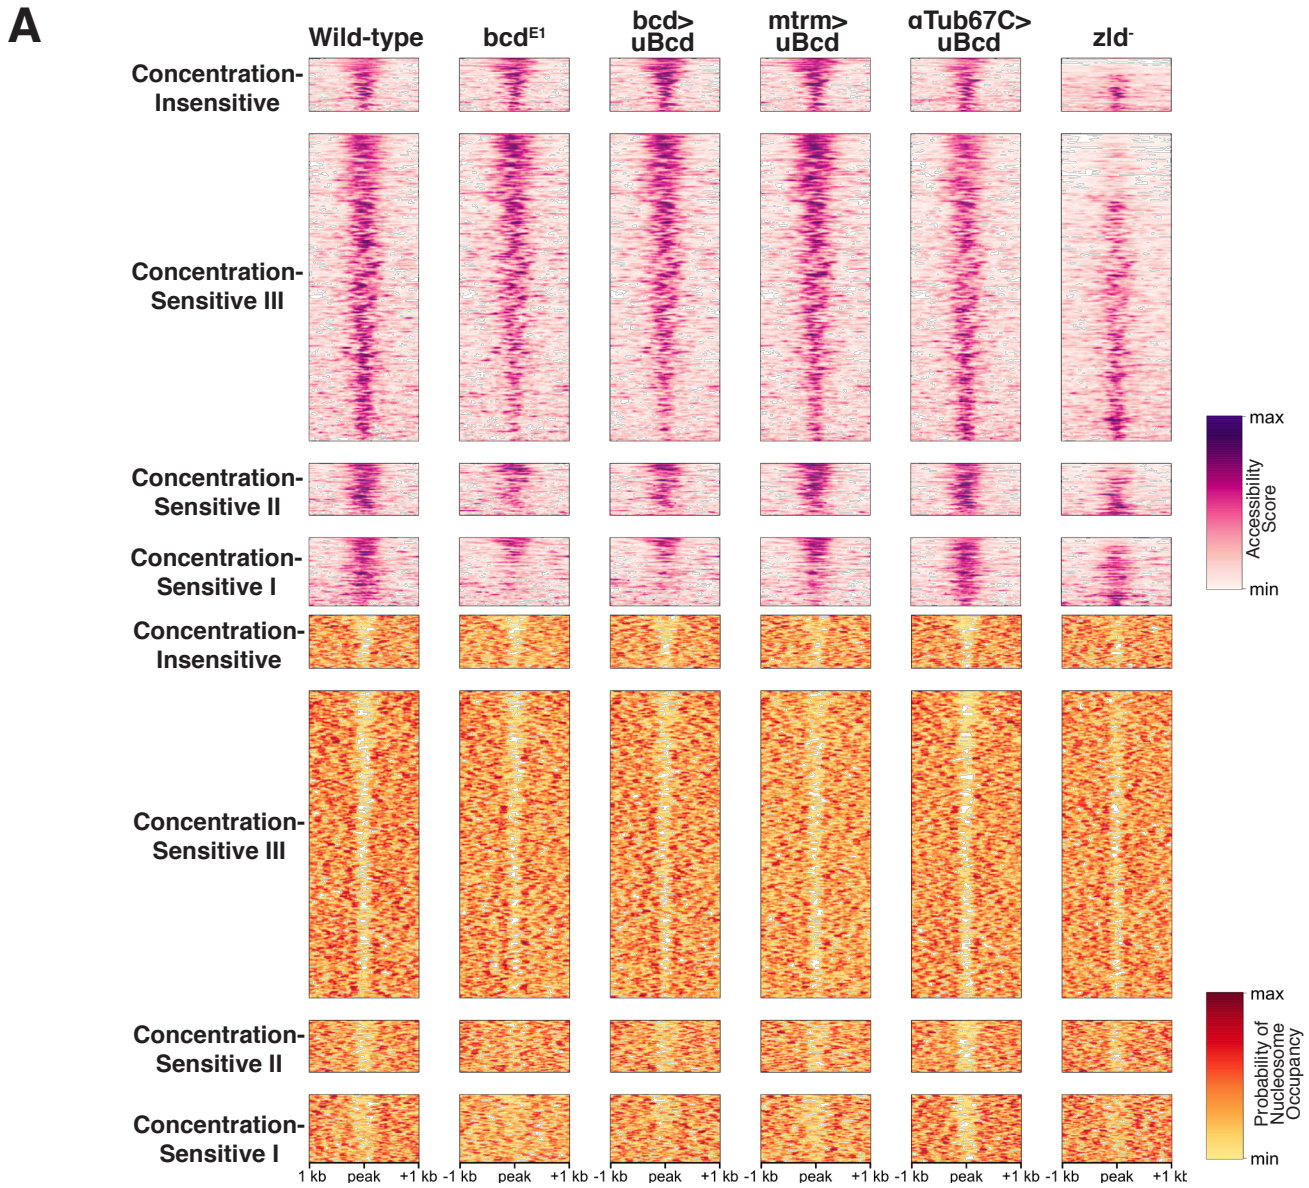 A
Wild-type
bcdE1
bcd>
uBcd
mtrm>
uBcd
αTub67C>
uBcd
zld-
Concentration-
Insensitive
Concentration-
Sensitive III
Concentration-
Sensitive II
Concentration-
Sensitive I
max
Accessibility
Score
min
Concentration-
Insensitive
Concentration-
Sensitive III
Concentration-
Sensitive II
Concentration-
Sensitive I
max
Probability of
Nucleosome
Occupancy
min
1 kb peak +1 kb -1 kb peak +1 kb -1 kb peak +1 kb -1 kb peak +1 kb -1 kb peak +1 kb -1 kb peak +1 kb